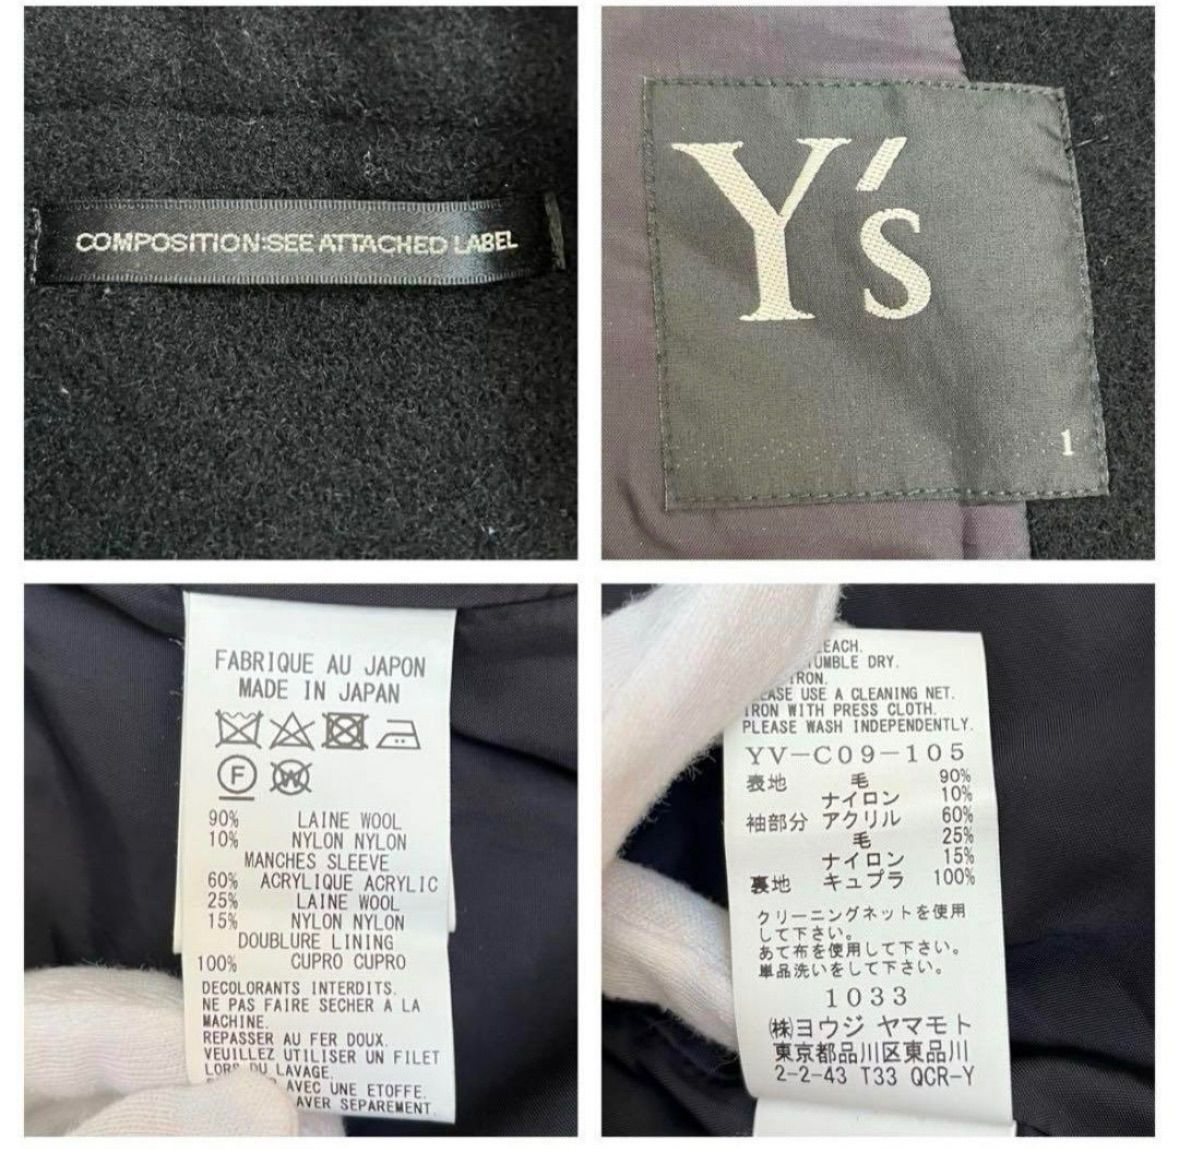 COMPOSITION:SEE ATTACHED LABEL
Y's
1
FABRIQUE AU JAPON
MADE IN JAPAN
F
W
90% LAINE WOOL
10% NYLON NYLON
MANCHES SLEEVE
60% ACRYLIQUE ACRYLIC
25% LAINE WOOL
15% NYLON NYLON
DOUBLURE LINING
100% CUPRO CUPRO
DECOLORANTS INTERDITS.
NE PAS FAIRE SECHER A LA
MACHINE.
REPASSER AU FER DOUX.
VEUILLEZ UTILISER UN FILET
LORS DU LAVAGE.
AVEC UNE ETOFFE.
SEPAREMENT.
DRY.
USE A CLEANING NET.
IRON WITH PRESS CLOTH.
PLEASE WASH INDEPENDENTLY.
YV-C09-105
表地 毛 90%
ナイロン 10%
袖部分 アクリル 60%
毛 25%
ナイロン 15%
裏地 キュプラ 100%
クリーニングネットを使用
して下さい。
あて布を使用して下さい。
単品洗いをして下さい。
1033
㈱ヨウジ ヤマモト
東京都品川区東品川
2-2-43 T33 QCR-Y